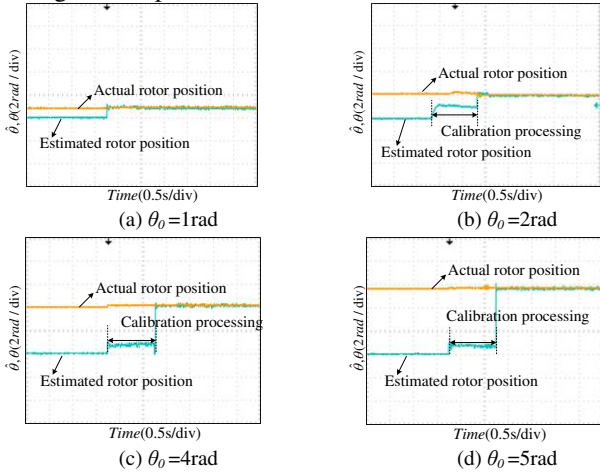 Actual rotor position
Estimated rotor position
θ̂,θ(2rad / div)
Time(0.5s/div)
(a) θ₀=1rad
Actual rotor position
Calibration processing
Estimated rotor position
θ̂,θ(2rad / div)
Time(0.5s/div)
(b) θ₀=2rad
Actual rotor position
Calibration processing
Estimated rotor position
θ̂,θ(2rad / div)
Time(0.5s/div)
(c) θ₀=4rad
Actual rotor position
Calibration processing
Estimated rotor position
θ̂,θ(2rad / div)
Time(0.5s/div)
(d) θ₀=5rad